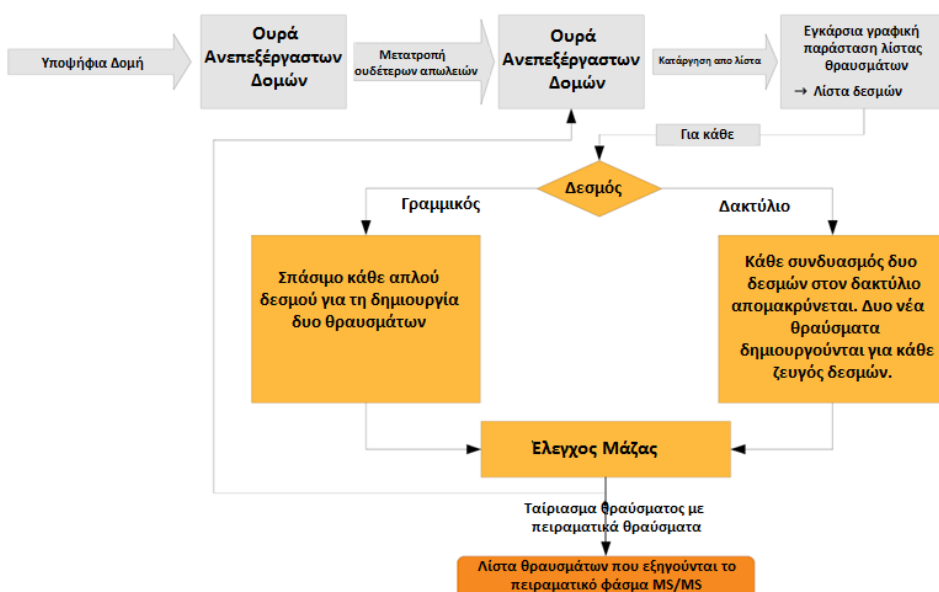 Υποψήφια Δομή
Ουρά
Ανεπεξέργαστων
Δομών
Μετατροπή
ουδέτερων απωλειών
Ουρά
Ανεπεξέργαστων
Δομών
Κατάργηση απο λίστα
Εγκάρσια γραφική
παράσταση λίστας
θραυσμάτων
→ Λίστα δεσμών
Για κάθε
Δεσμός
Γραμμικός
Δακτύλιο
Σπάσιμο κάθε απλού
δεσμού για τη δημιουργία
δυο θραυσμάτων
Κάθε συνδυασμός δυο
δεσμών στον δακτύλιο
απομακρύνεται. Δυο νέα
θραύσματα
δημιουργούνται για κάθε
ζευγός δεσμών.
Έλεγχος Μάζας
Ταίριασμα θραύσματος με
πειραματικά θραύσματα
Λίστα θραυσμάτων που εξηγούνται το
πειραματικό φάσμα MS/MS